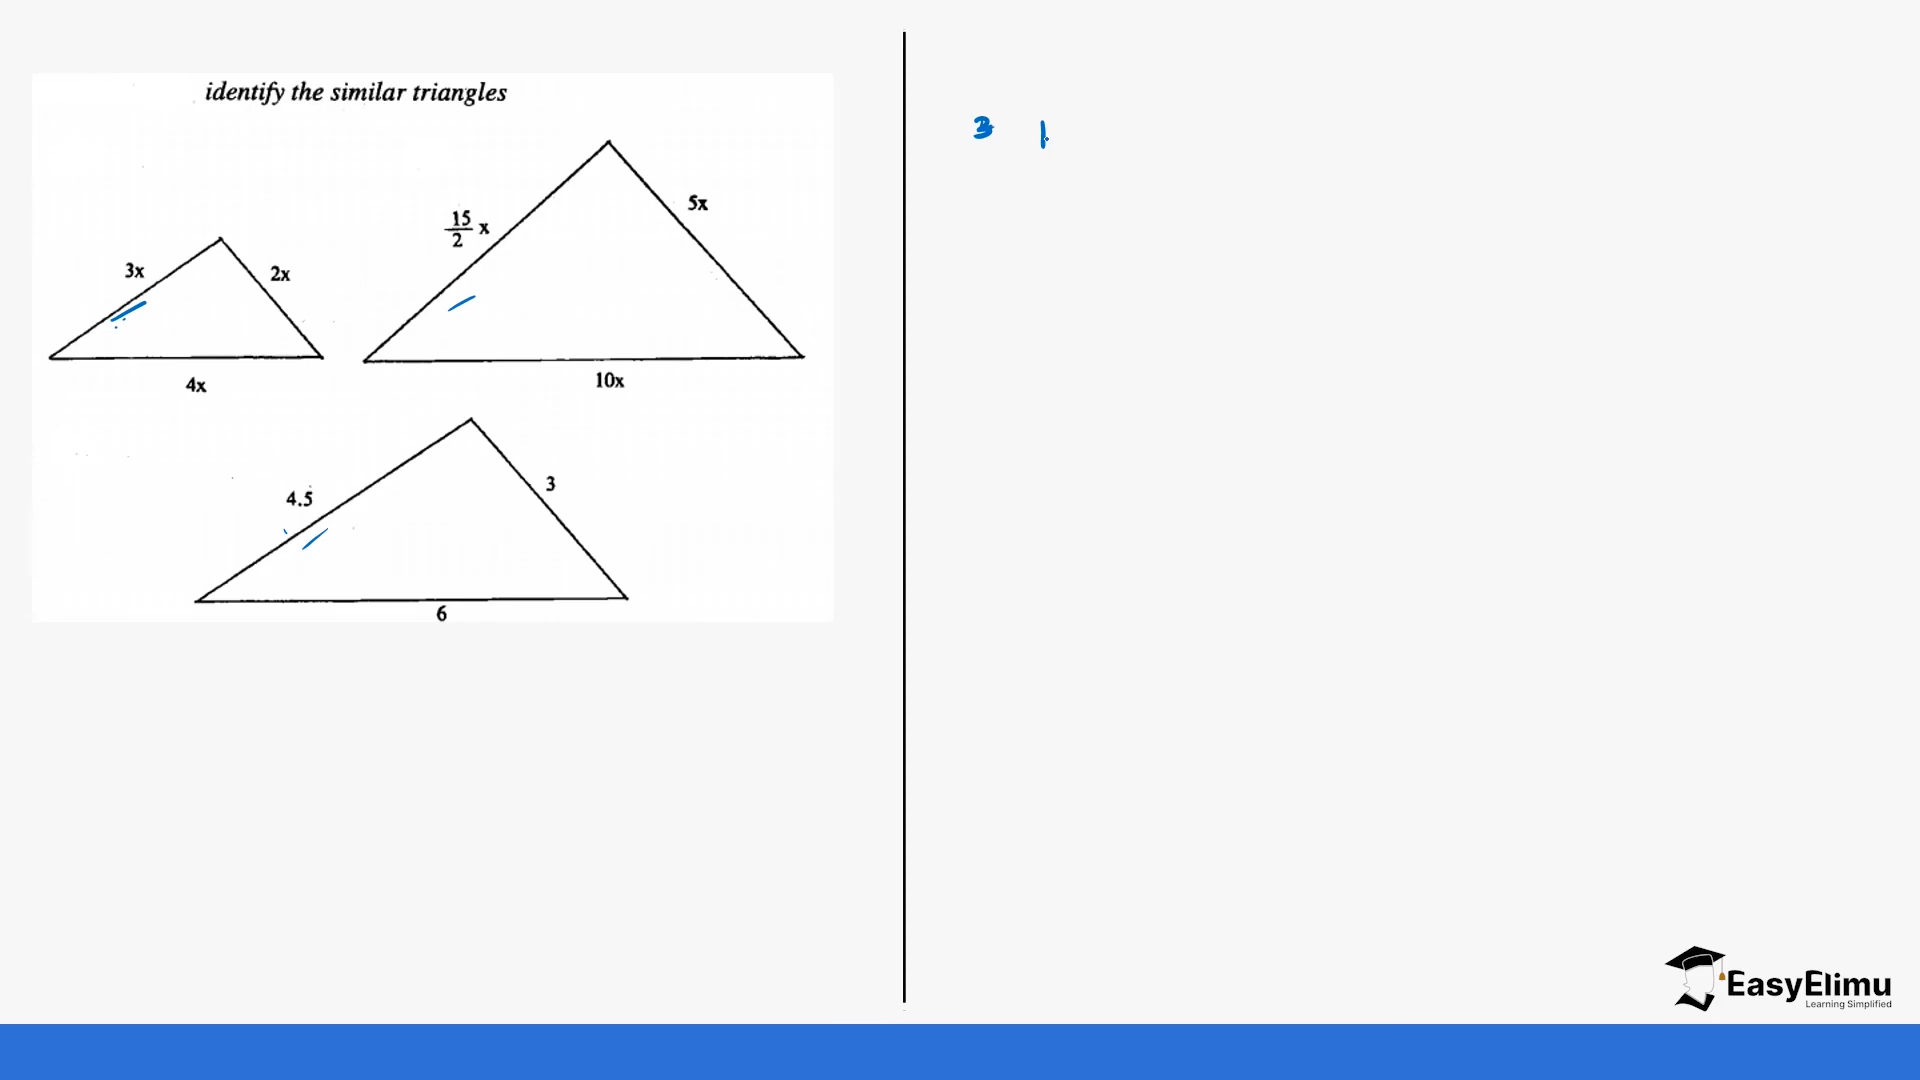 identify the similar triangles
3x
2x
4x
15/2 x
5x
10x
4.5
3
6
3
EasyElimu
Learning Simplified